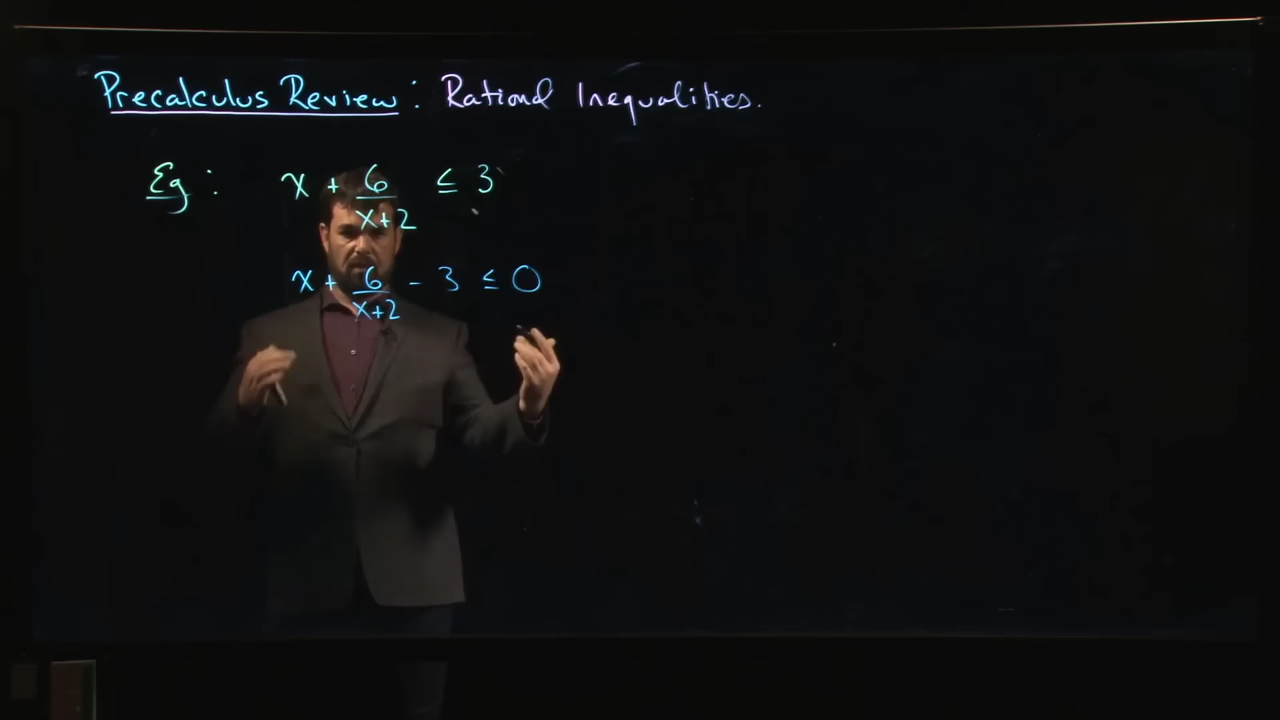 Precalculus Review: Rational Inequalities.
Eg: x + 6/(x+2) ≤ 3
x + 6/(x+2) - 3 ≤ 0